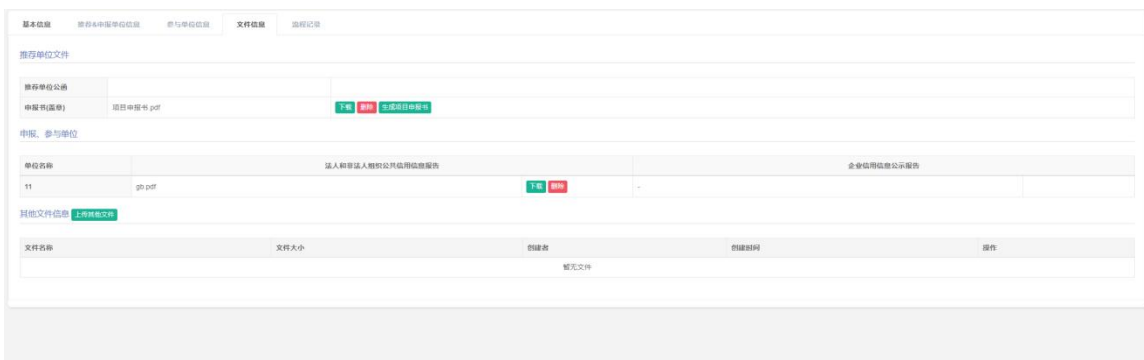 基本信息 推荐&申报单位信息 参与单位信息 文件信息 流程记录
推荐单位文件
推荐单位公函
申报书(盖章) 项目申报书.pdf 下载 删除 生成项目申报书
申报、参与单位
单位名称 法人和非法人组织公共信用信息报告 企业信用信息公示报告
11 gb.pdf 下载 删除 -
其他文件信息 上传其他文件
文件名称 文件大小 创建者 创建时间 操作
暂无文件